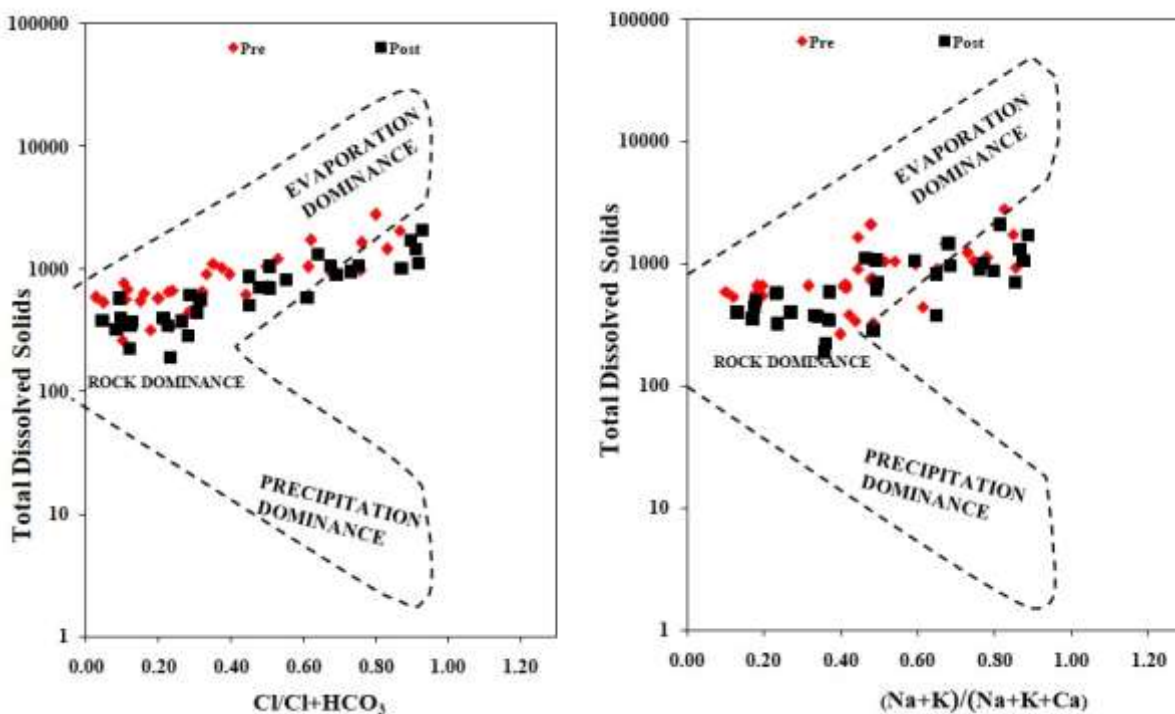 100000
Pre
Post
10000
EVAPORATION
DOMINANCE
1000
Total Dissolved Solids
ROCK DOMINANCE
100
PRECIPITATION
DOMINANCE
10
1
0.00 0.20 0.40 0.60 0.80 1.00 1.20
Cl/Cl+HCO₃
100000
Pre
Post
10000
EVAPORATION
DOMINANCE
1000
Total Dissolved Solids
ROCK DOMINANCE
100
PRECIPITATION
DOMINANCE
10
1
0.00 0.20 0.40 0.60 0.80 1.00 1.20
(Na+K)/(Na+K+Ca)